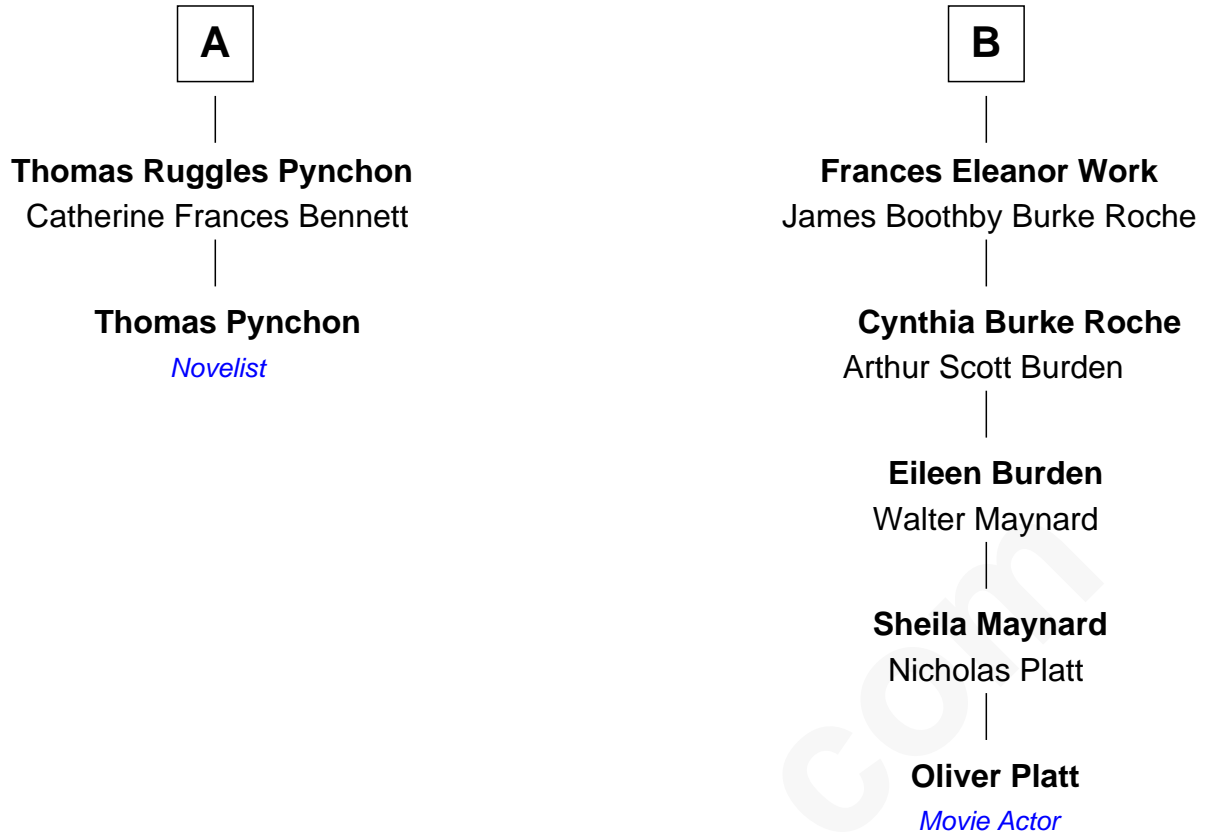 A
Thomas Ruggles Pynchon
Catherine Frances Bennett
Thomas Pynchon
Novelist
B
Frances Eleanor Work
James Boothby Burke Roche
Cynthia Burke Roche
Arthur Scott Burden
Eileen Burden
Walter Maynard
Sheila Maynard
Nicholas Platt
Oliver Platt
Movie Actor
com